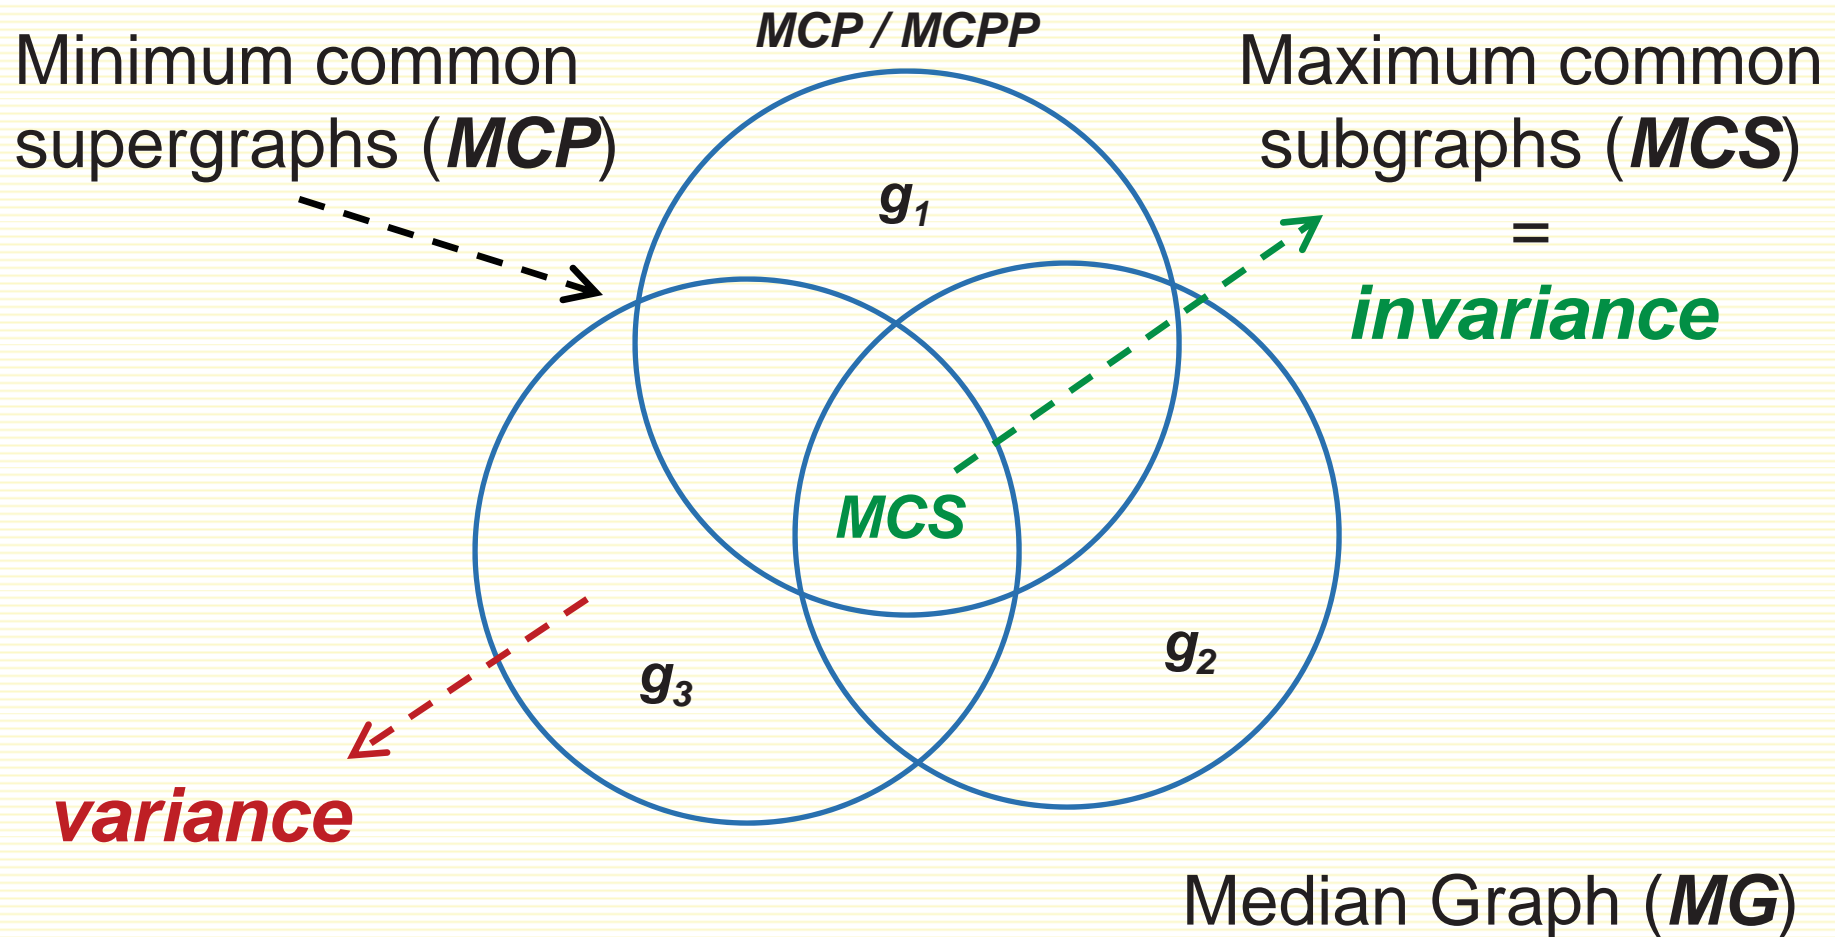 MCP / MCPP
Minimum common
supergraphs (MCP)
Maximum common
subgraphs (MCS)
=
invariance
g1
MCS
g2
g3
variance
Median Graph (MG)